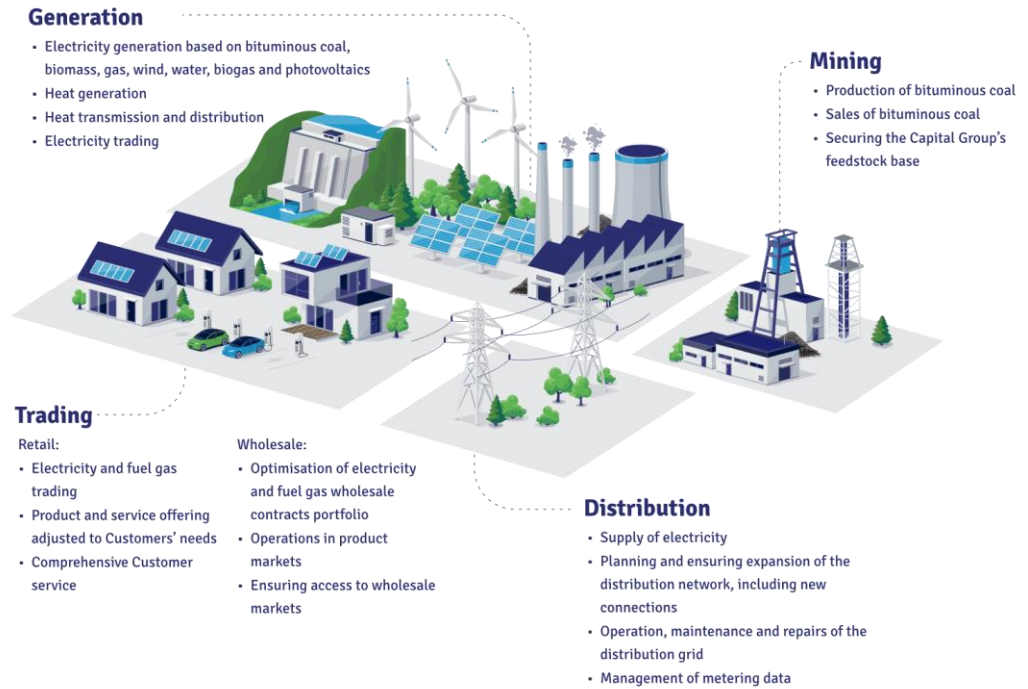 Generation
• Electricity generation based on bituminous coal,
biomass, gas, wind, water, biogas and photovoltaics
• Heat generation
• Heat transmission and distribution
• Electricity trading
Mining
• Production of bituminous coal
• Sales of bituminous coal
• Securing the Capital Group's
feedstock base
Trading
Retail:
• Electricity and fuel gas
trading
• Product and service offering
adjusted to Customers' needs
• Comprehensive Customer
service
Wholesale:
• Optimisation of electricity
and fuel gas wholesale
contracts portfolio
• Operations in product
markets
• Ensuring access to wholesale
markets
Distribution
• Supply of electricity
• Planning and ensuring expansion of the
distribution network, including new
connections
• Operation, maintenance and repairs of the
distribution grid
• Management of metering data